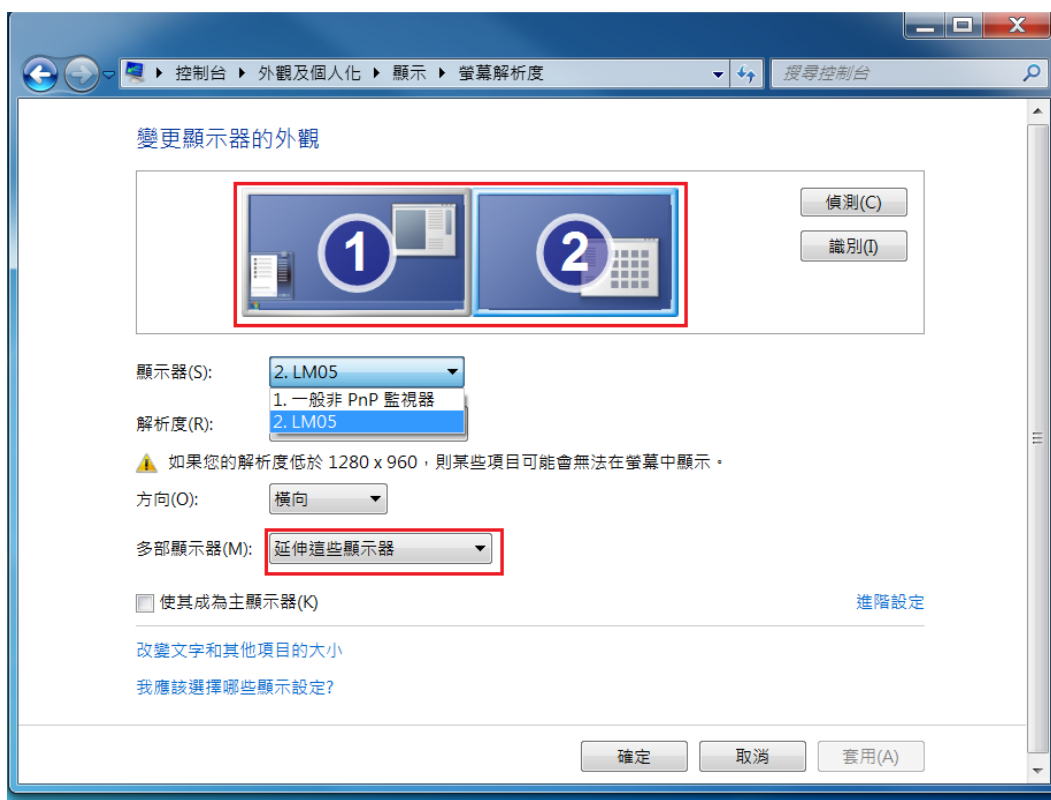 控制台 ▸ 外觀及個人化 ▸ 顯示 ▸ 螢幕解析度
搜尋控制台
變更顯示器的外觀
1
2
偵測(C)
識別(I)
顯示器(S):
2. LM05
1. 一般非 PnP 監視器
2. LM05
解析度(R):
如果您的解析度低於 1280 x 960，則某些項目可能會無法在螢幕中顯示。
方向(O):
橫向
多部顯示器(M):
延伸這些顯示器
使其成為主顯示器(K)
進階設定
改變文字和其他項目的大小
我應該選擇哪些顯示設定?
確定
取消
套用(A)